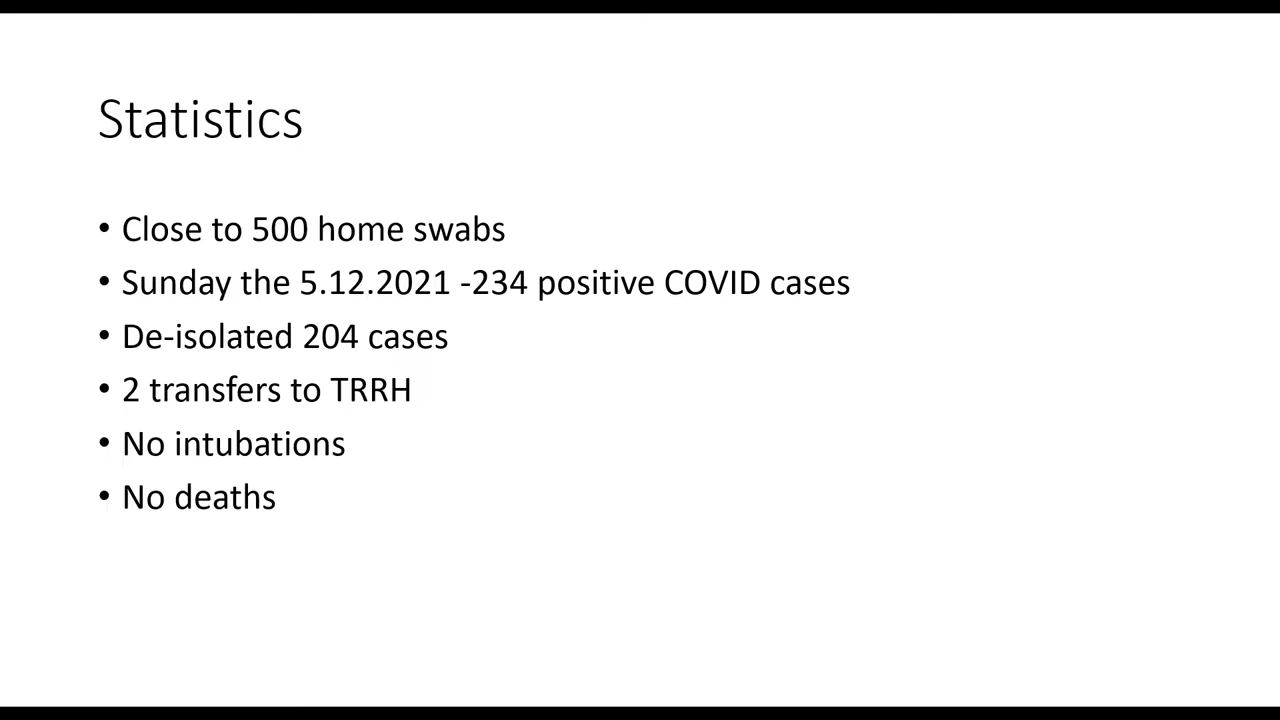 Statistics
• Close to 500 home swabs
• Sunday the 5.12.2021 -234 positive COVID cases
• De-isolated 204 cases
• 2 transfers to TRRH
• No intubations
• No deaths